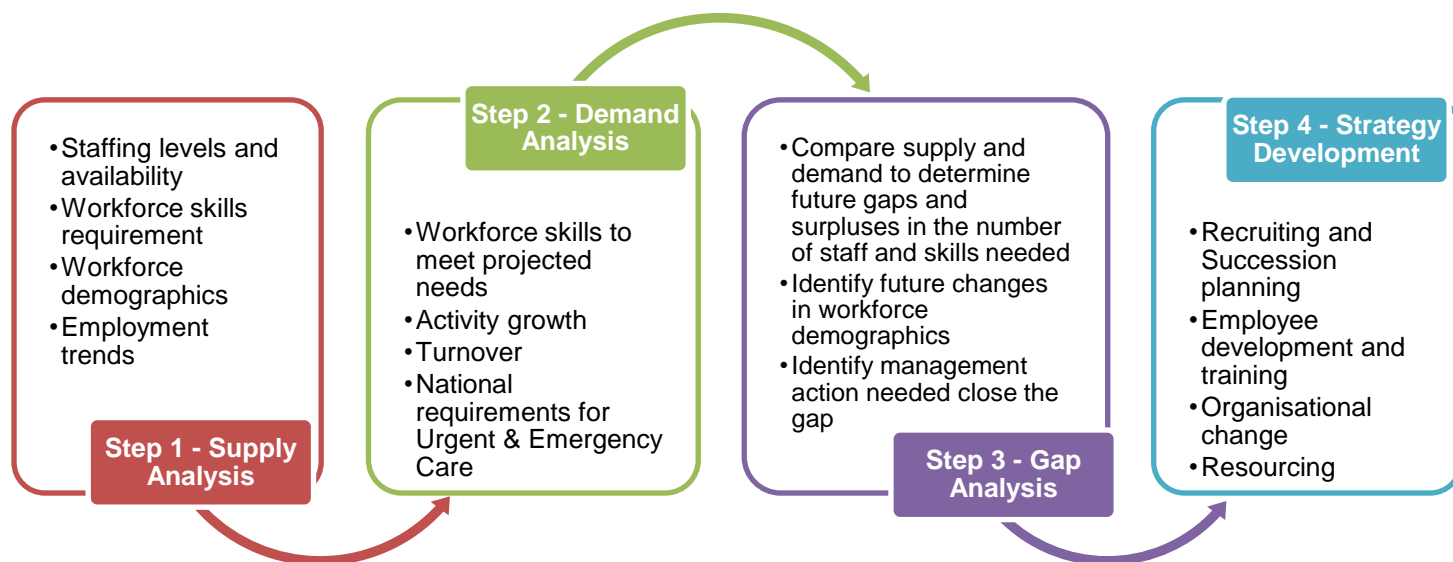 •Staffing levels and
availability
•Workforce skills
requirement
•Workforce
demographics
•Employment
trends
Step 1 - Supply
Analysis
Step 2 - Demand
Analysis
•Workforce skills to
meet projected
needs
•Activity growth
•Turnover
•National
requirements for
Urgent & Emergency
Care
•Compare supply and
demand to determine
future gaps and
surpluses in the number
of staff and skills needed
•Identify future changes
in workforce
demographics
•Identify management
action needed close the
gap
Step 3 - Gap
Analysis
Step 4 - Strategy
Development
•Recruiting and
Succession
planning
•Employee
development and
training
•Organisational
change
•Resourcing